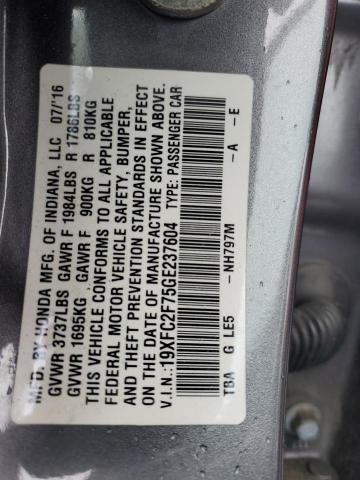 MFD. BY HONDA MFG. OF INDIANA, LLC 07/'16
GVWR 3737LBS GAWR F 1984LBS R 1786LBS
GVWR 1695KG GAWR F 900KG R 810KG
THIS VEHICLE CONFORMS TO ALL APPLICABLE
FEDERAL MOTOR VEHICLE SAFETY, BUMPER,
AND THEFT PREVENTION STANDARDS IN EFFECT
ON THE DATE OF MANUFACTURE SHOWN ABOVE.
V.I.N.:19XFC2F75GE237604 TYPE: PASSENGER CAR
TBA G LE5 -NH797M -A -E